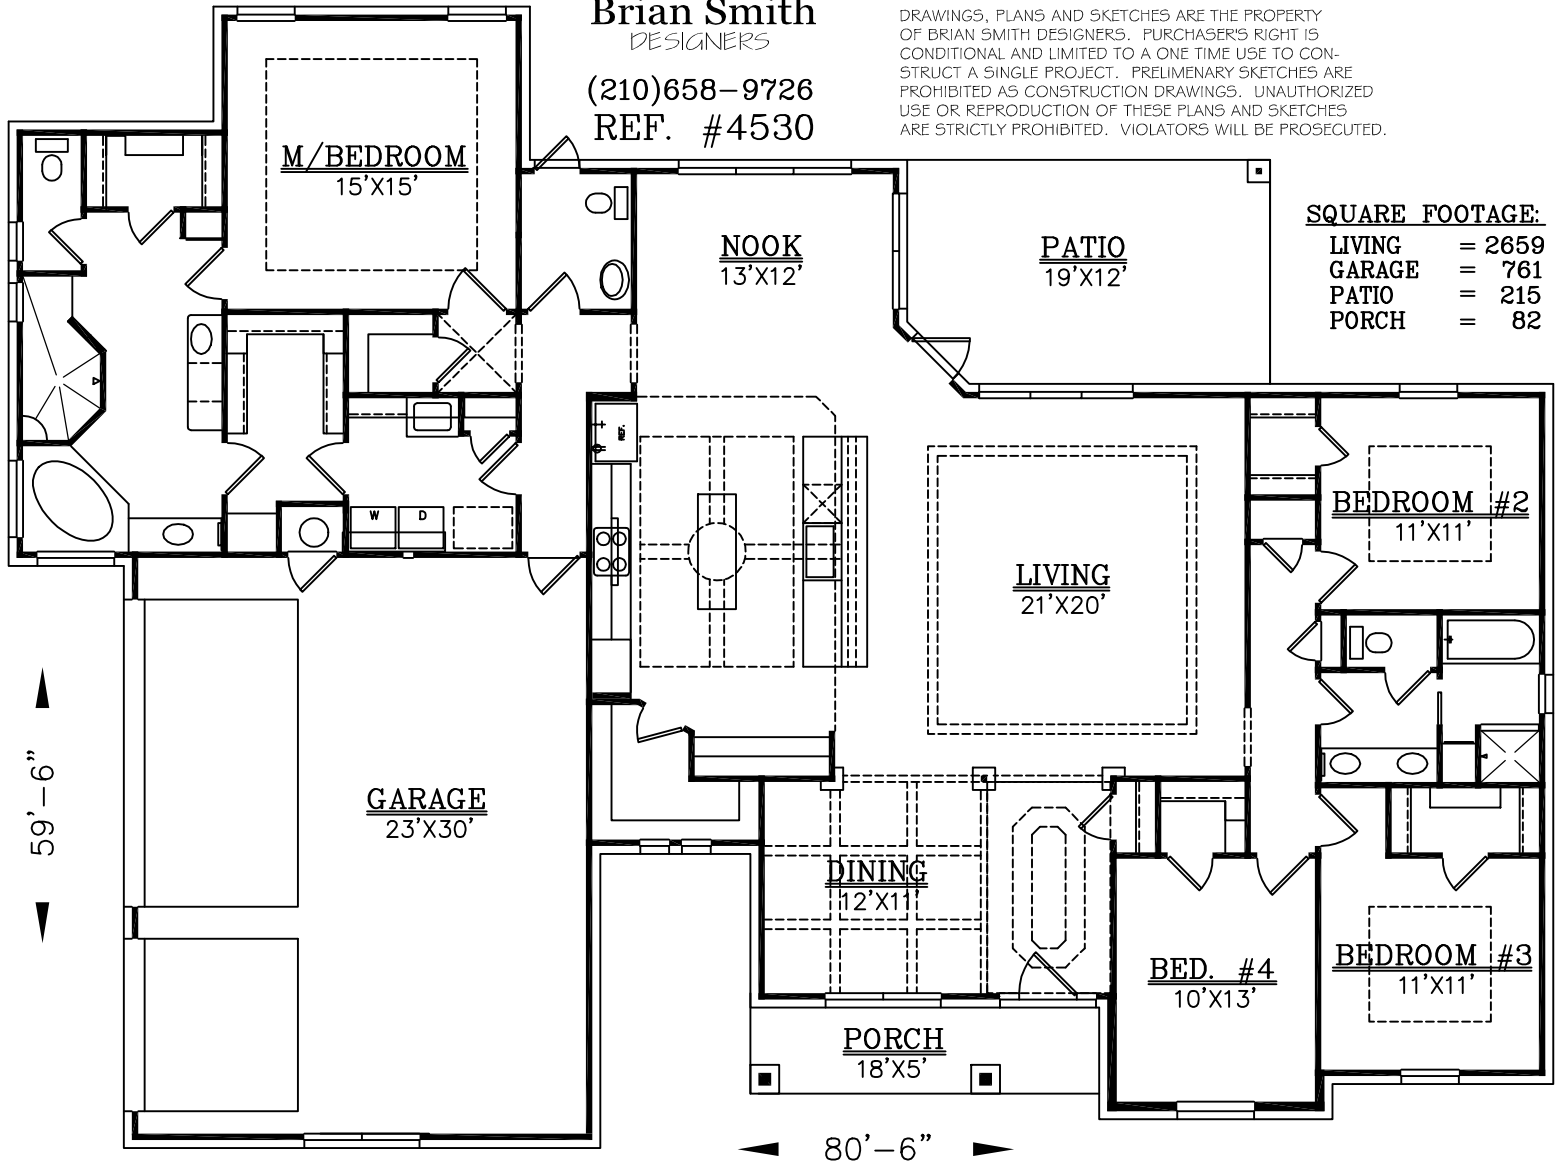 Brian Smith
DESIGNERS
(210)658-9726
REF. #4530
DRAWINGS, PLANS AND SKETCHES ARE THE PROPERTY
OF BRIAN SMITH DESIGNERS. PURCHASER'S RIGHT IS
CONDITIONAL AND LIMITED TO A ONE TIME USE TO CON-
STRUCT A SINGLE PROJECT. PRELIMENARY SKETCHES ARE
PROHIBITED AS CONSTRUCTION DRAWINGS. UNAUTHORIZED
USE OR REPRODUCTION OF THESE PLANS AND SKETCHES
ARE STRICTLY PROHIBITED. VIOLATORS WILL BE PROSECUTED.
SQUARE FOOTAGE:
LIVING = 2659
GARAGE = 761
PATIO = 215
PORCH = 82
M/BEDROOM
15'X15'
NOOK
13'X12'
PATIO
19'X12'
REF.
W
D
BEDROOM #2
11'X11'
LIVING
21'X20'
GARAGE
23'X30'
59'-6"
DINING
12'X11'
BED. #4
10'X13'
BEDROOM #3
11'X11'
PORCH
18'X5'
80'-6"